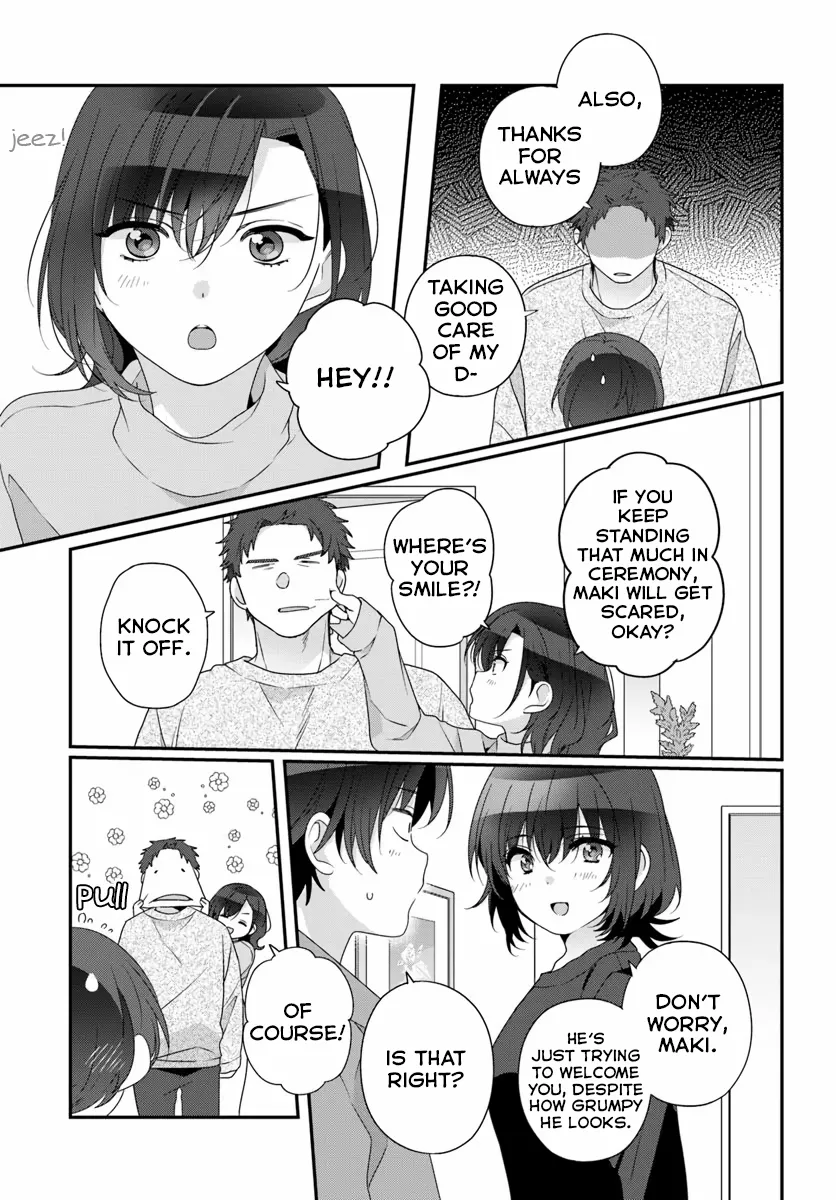 ALSO,
THANKS
FOR
ALWAYS
TAKING
GOOD
CARE
OF MY
D-
jeez!
HEY!!
IF YOU
KEEP
STANDING
THAT MUCH IN
CEREMONY,
MAKI WILL GET
SCARED,
OKAY?
WHERE'S
YOUR
SMILE?!
KNOCK
IT OFF.
DON'T
WORRY,
MAKI.
HE'S
JUST TRYING
TO WELCOME
YOU, DESPITE
HOW GRUMPY
HE LOOKS.
IS THAT
RIGHT?
OF
COURSE!
Pull